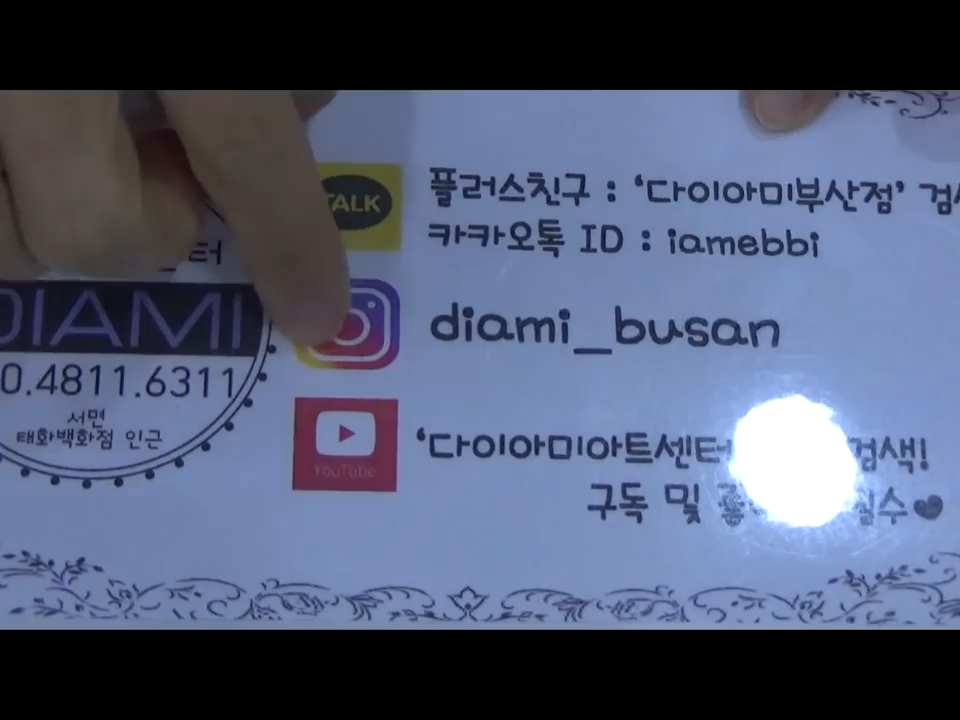 TALK
플러스친구 : ‘다이아미부산점’
카카오톡 ID : iamebbi
diami_busan
YouTube
‘다이아미아트센터 검색!
구독 및
터
DIAMI
0.4811.6311
서면
태화백화점 인근